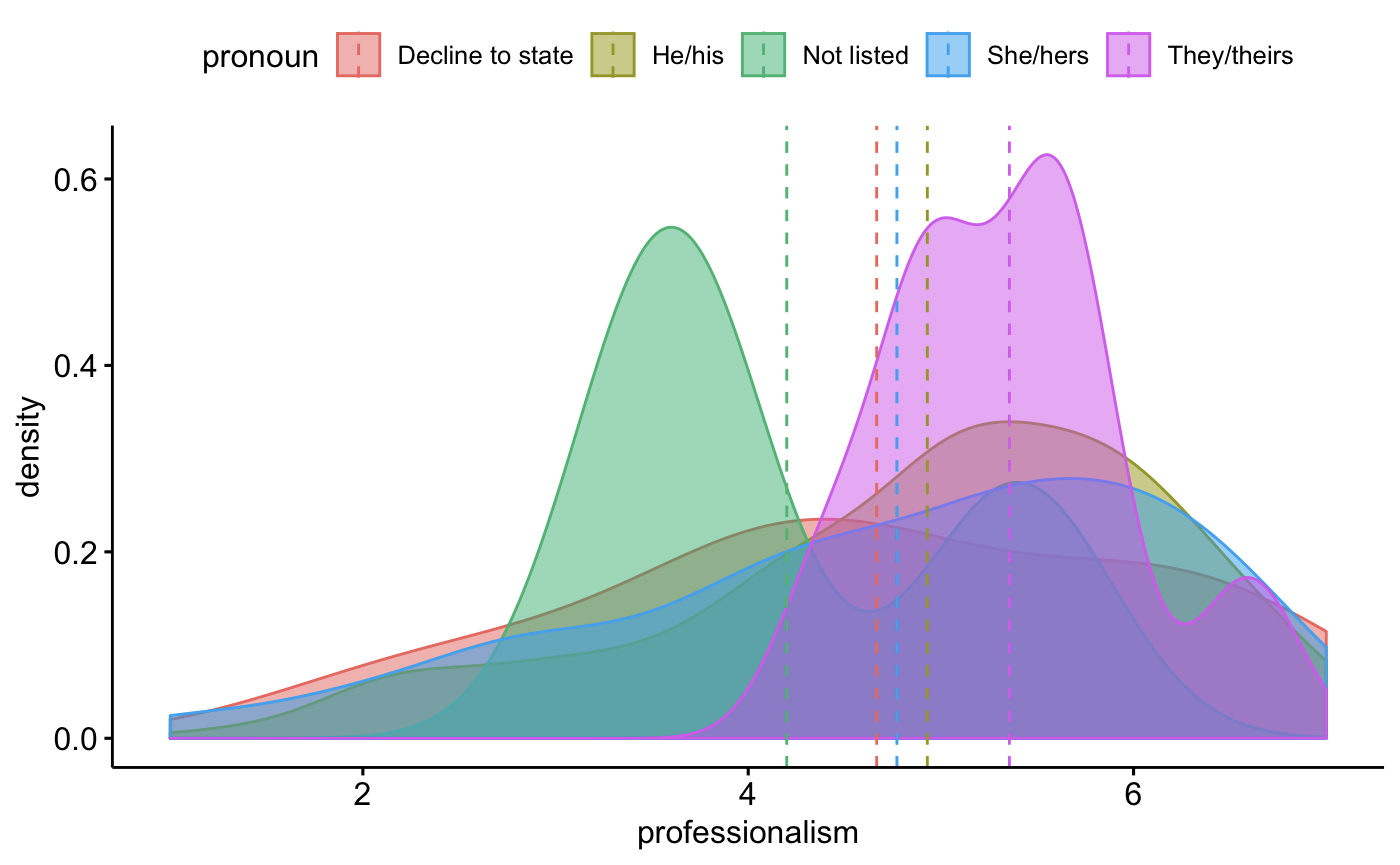 pronoun Decline to state He/his Not listed She/hers They/theirs
0.6
0.4
0.2
0.0
density
2 4 6
professionalism